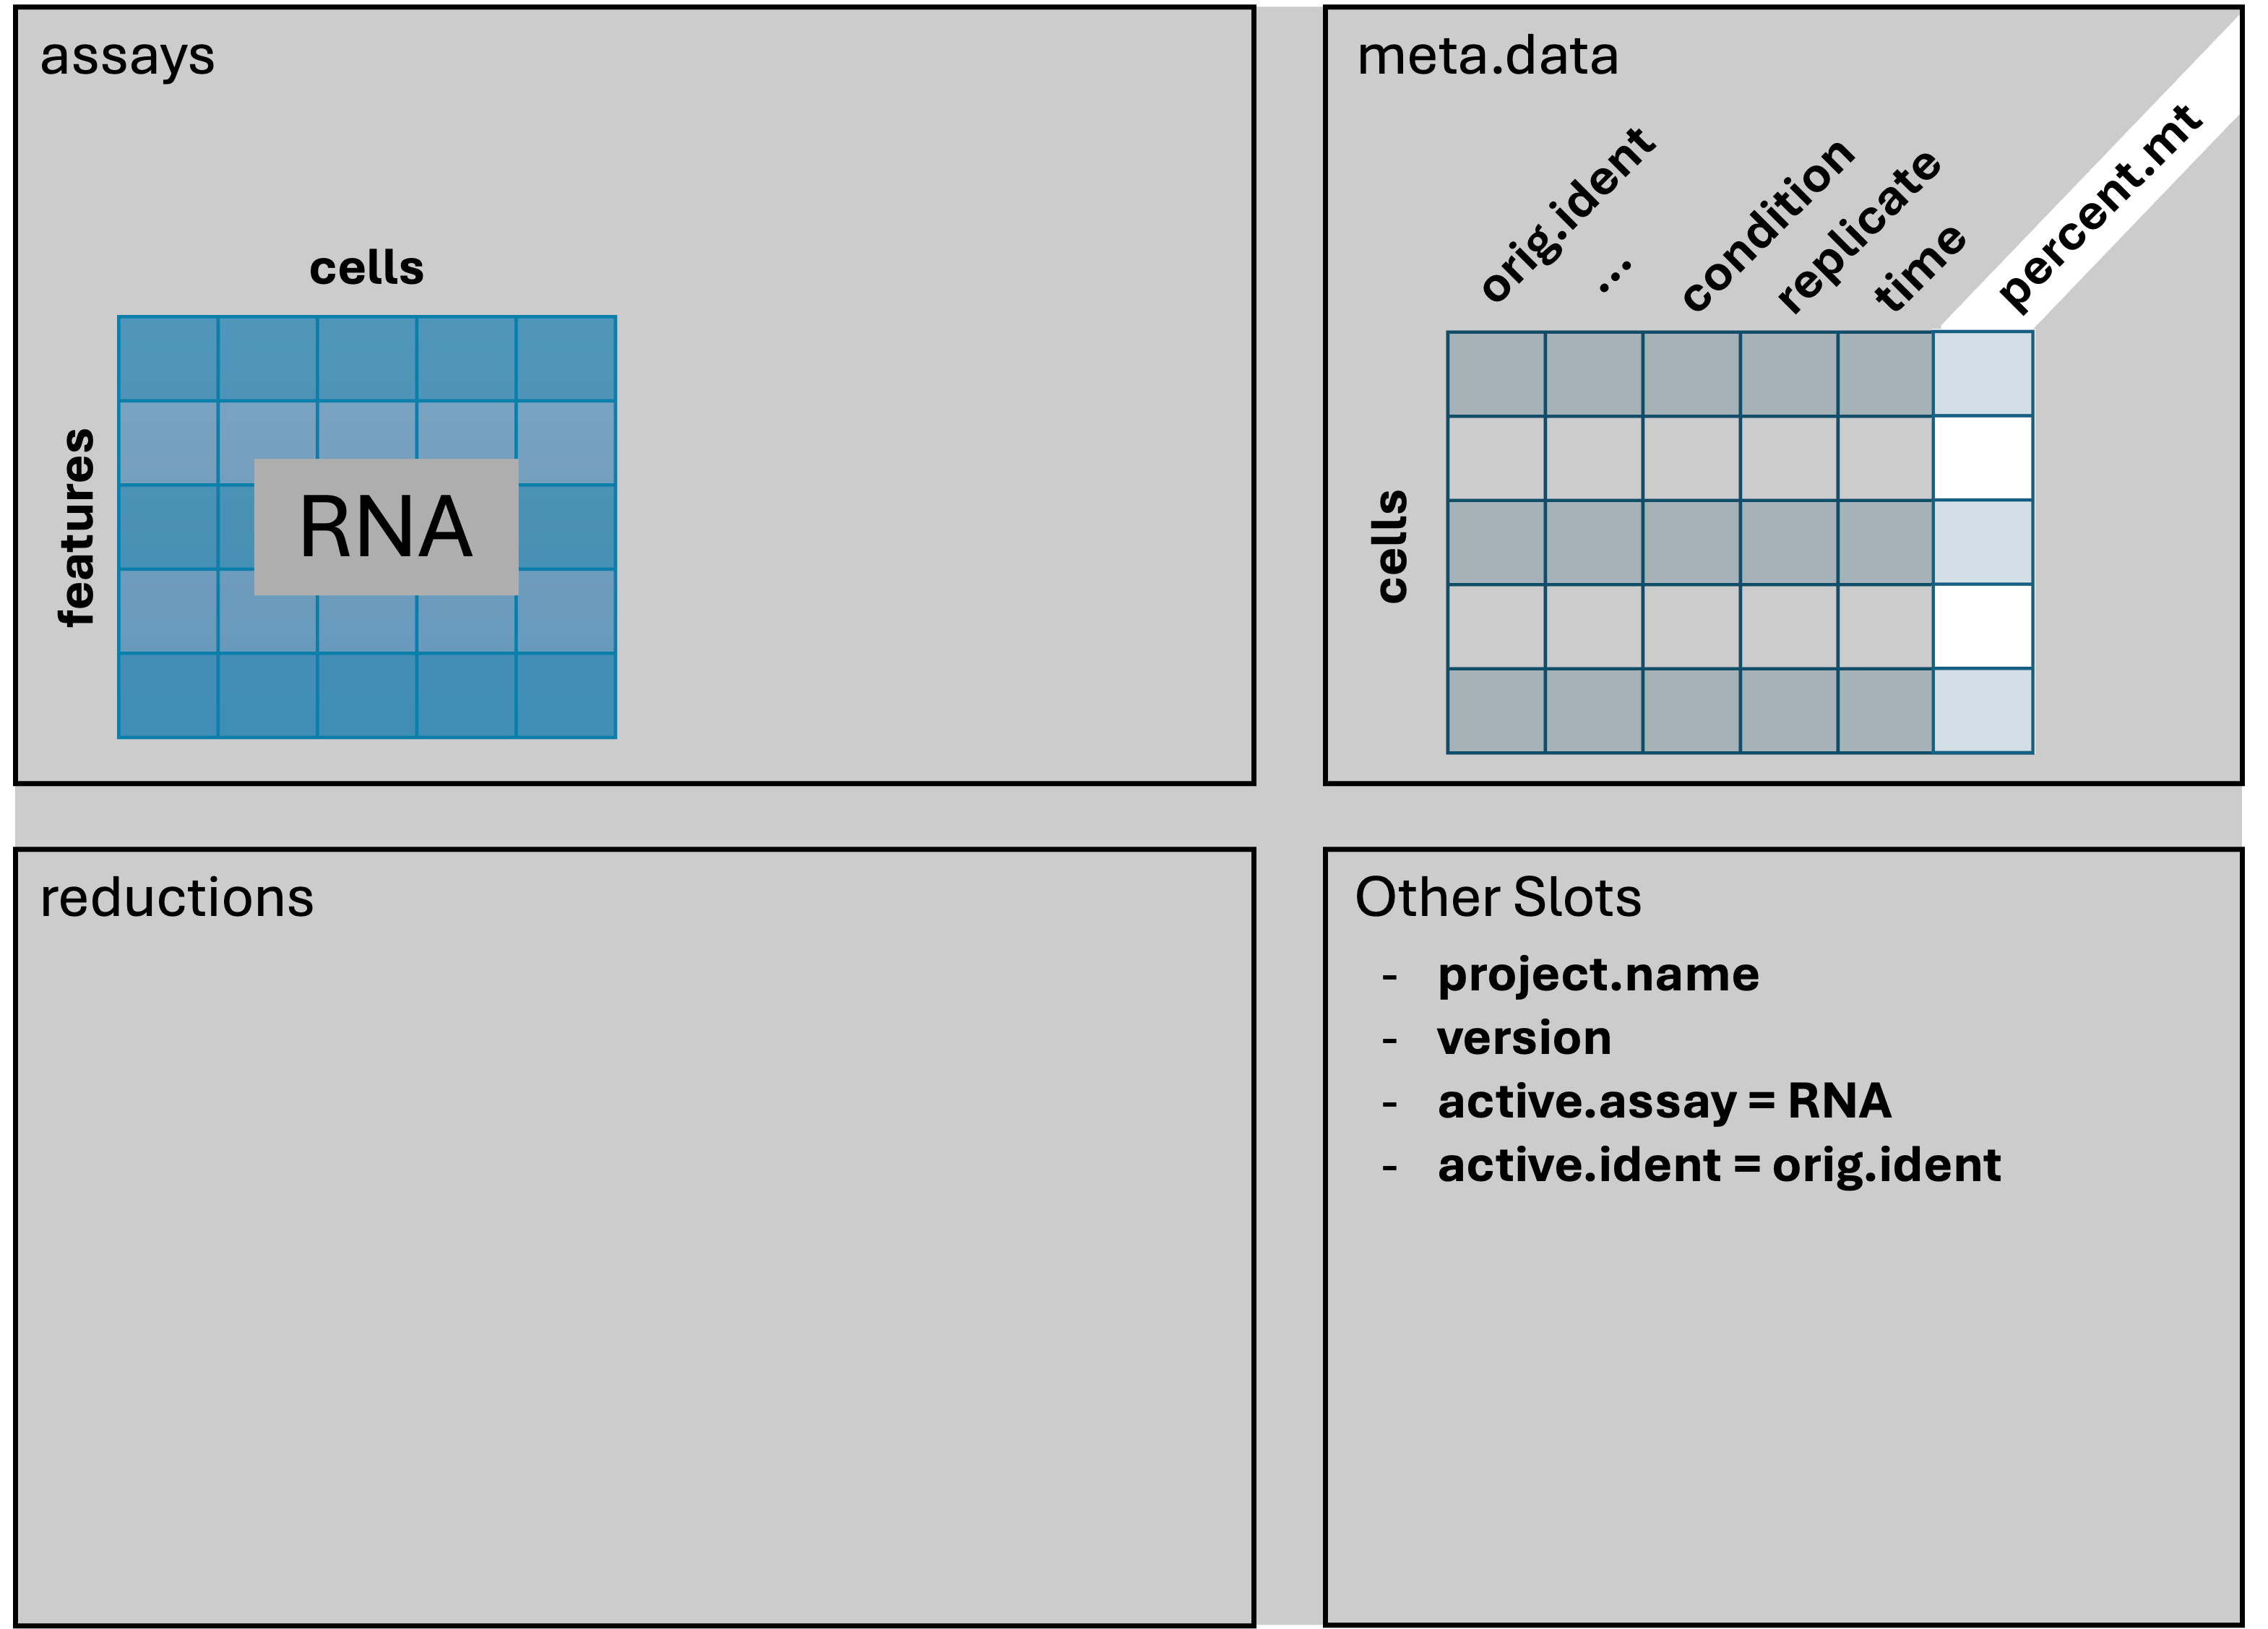 assays
cells
features
RNA
meta.data
orig.ident
...
condition
replicate
time
percent.mt
cells
reductions
Other Slots
- project.name
- version
- active.assay = RNA
- active.ident = orig.ident